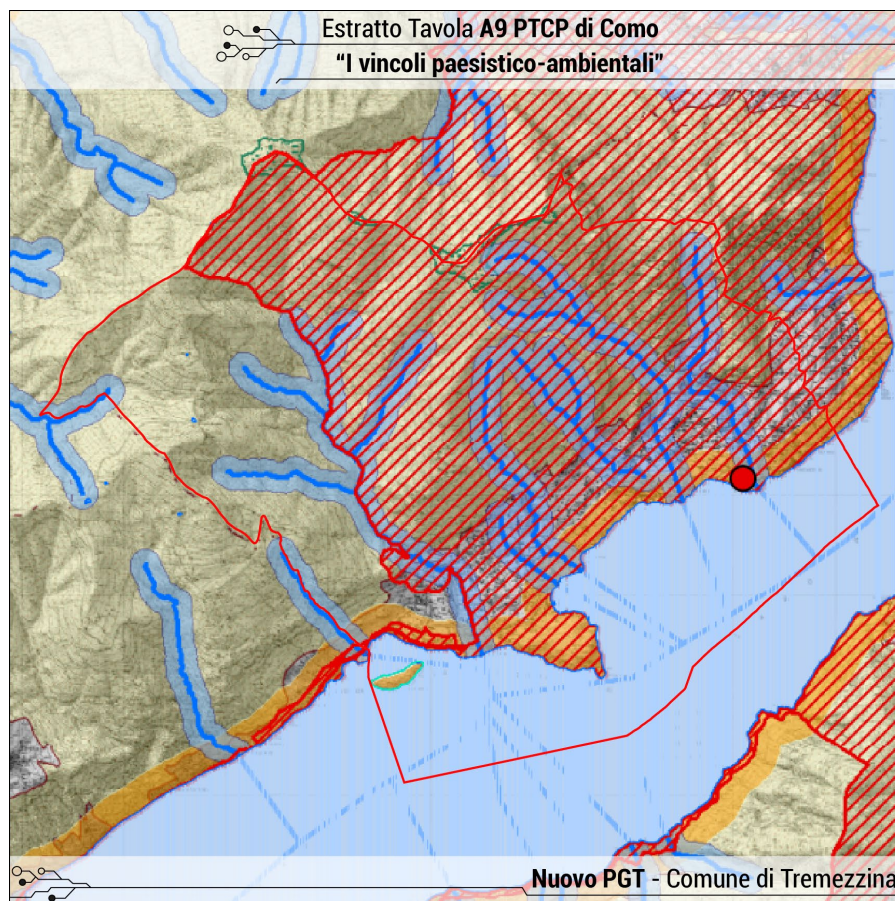 Estratto Tavola A9 PTCP di Como
“I vincoli paesistico-ambientali”
Nuovo PGT - Comune di Tremezzina